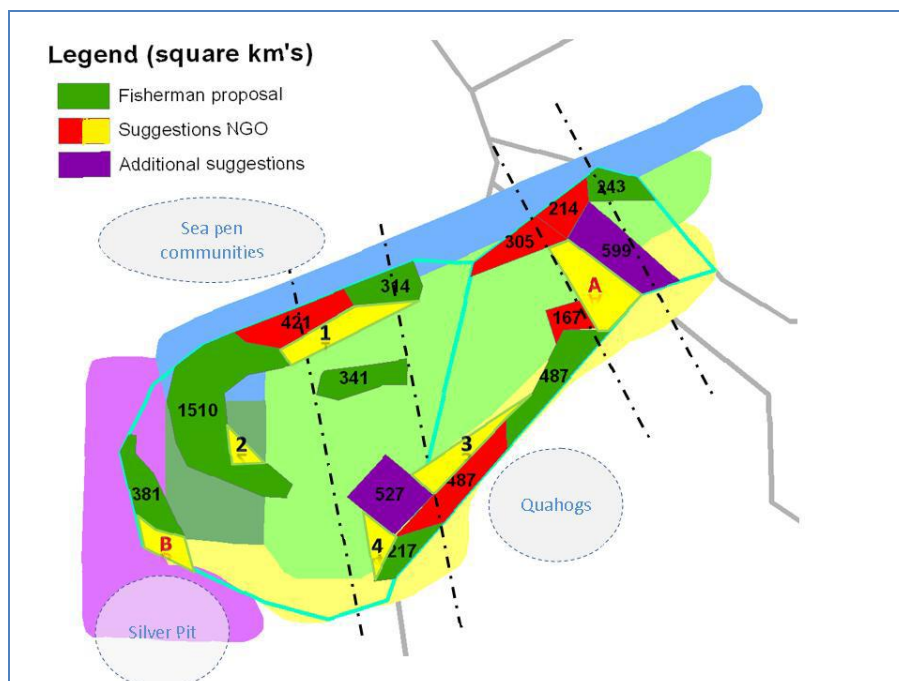 Legend (square km's)
Fisherman proposal
Suggestions NGO
Additional suggestions
Sea pen
communities
243
214
305
599
A
314
421
1
167
341
487
1510
2
3
487
527
381
Quahogs
B
4
217
Silver Pit